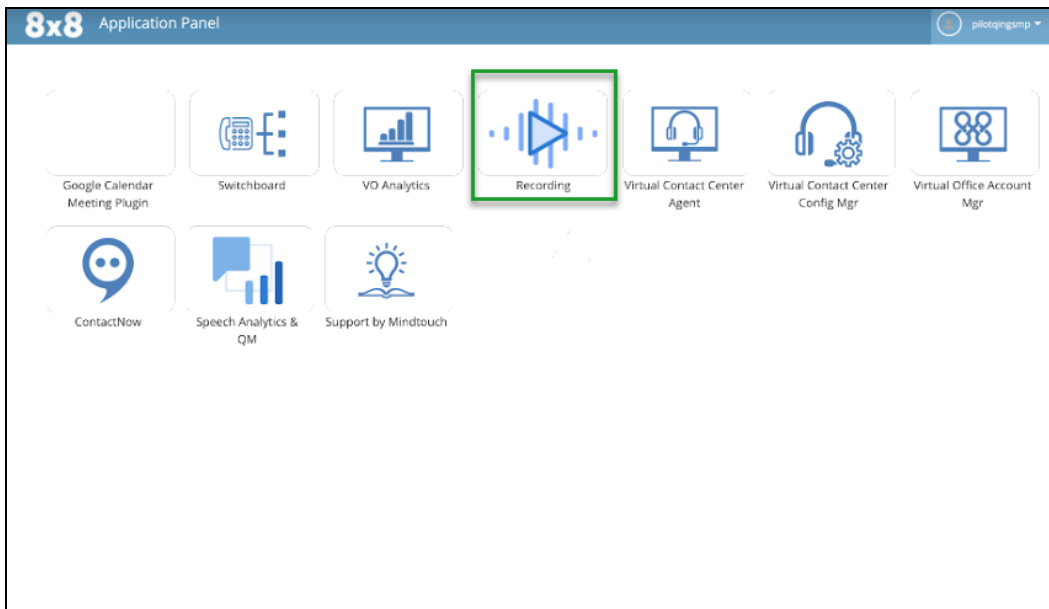 8x8 Application Panel
pilotqingsmp
Google Calendar
Meeting Plugin
Switchboard
VO Analytics
Recording
Virtual Contact Center
Agent
Virtual Contact Center
Config Mgr
Virtual Office Account
Mgr
ContactNow
Speech Analytics &
QM
Support by Mindtouch